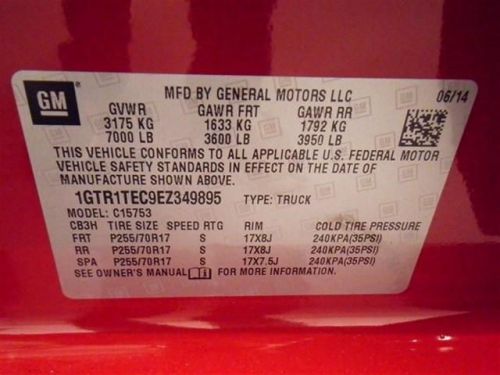 GM
MFD BY GENERAL MOTORS LLC 06/14
GVWR GAWR FRT GAWR RR
3175 KG 1633 KG 1792 KG
7000 LB 3600 LB 3950 LB
THIS VEHICLE CONFORMS TO ALL APPLICABLE U.S. FEDERAL MOTOR
VEHICLE SAFETY STANDARDS IN EFFECT ON THE DATE OF
MANUFACTURE SHOWN ABOVE.
1GTR1TEC9EZ349895 TYPE: TRUCK
MODEL: C15753
CB3H TIRE SIZE SPEED RTG RIM COLD TIRE PRESSURE
FRT P255/70R17 S 17X8J 240KPA(35PSI)
RR P255/70R17 S 17X8J 240KPA(35PSI)
SPA P255/70R17 S 17X7.5J 240KPA(35PSI)
SEE OWNER'S MANUAL FOR MORE INFORMATION.